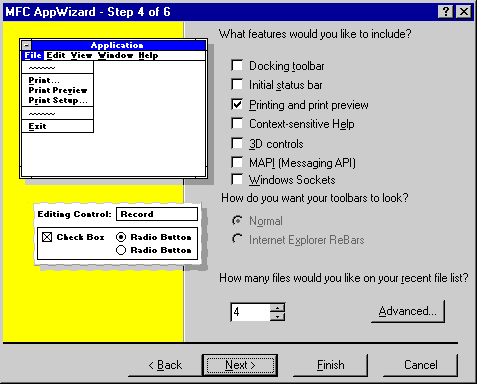 MFC AppWizard - Step 4 of 6
Application
File Edit View Window Help
Print...
Print Preview
Print Setup...
Exit
Editing Control: Record
Check Box
Radio Button
Radio Button
What features would you like to include?
Docking toolbar
Initial status bar
Printing and print preview
Context-sensitive Help
3D controls
MAPI (Messaging API)
Windows Sockets
How do you want your toolbars to look?
Normal
Internet Explorer ReBars
How many files would you like on your recent file list?
4
Advanced...
< Back
Next >
Finish
Cancel